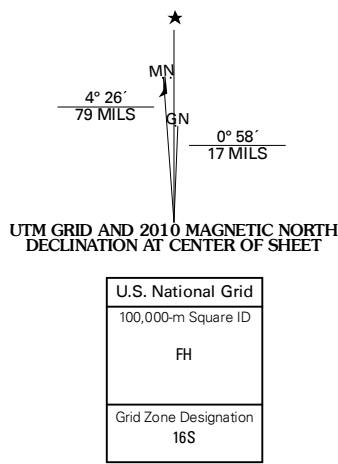 MN
4° 26´
79 MILS
GN
0° 58´
17 MILS
UTM GRID AND 2010 MAGNETIC NORTH
DECLINATION AT CENTER OF SHEET
U.S. National Grid
100,000-m Square ID
FH
Grid Zone Designation
16S